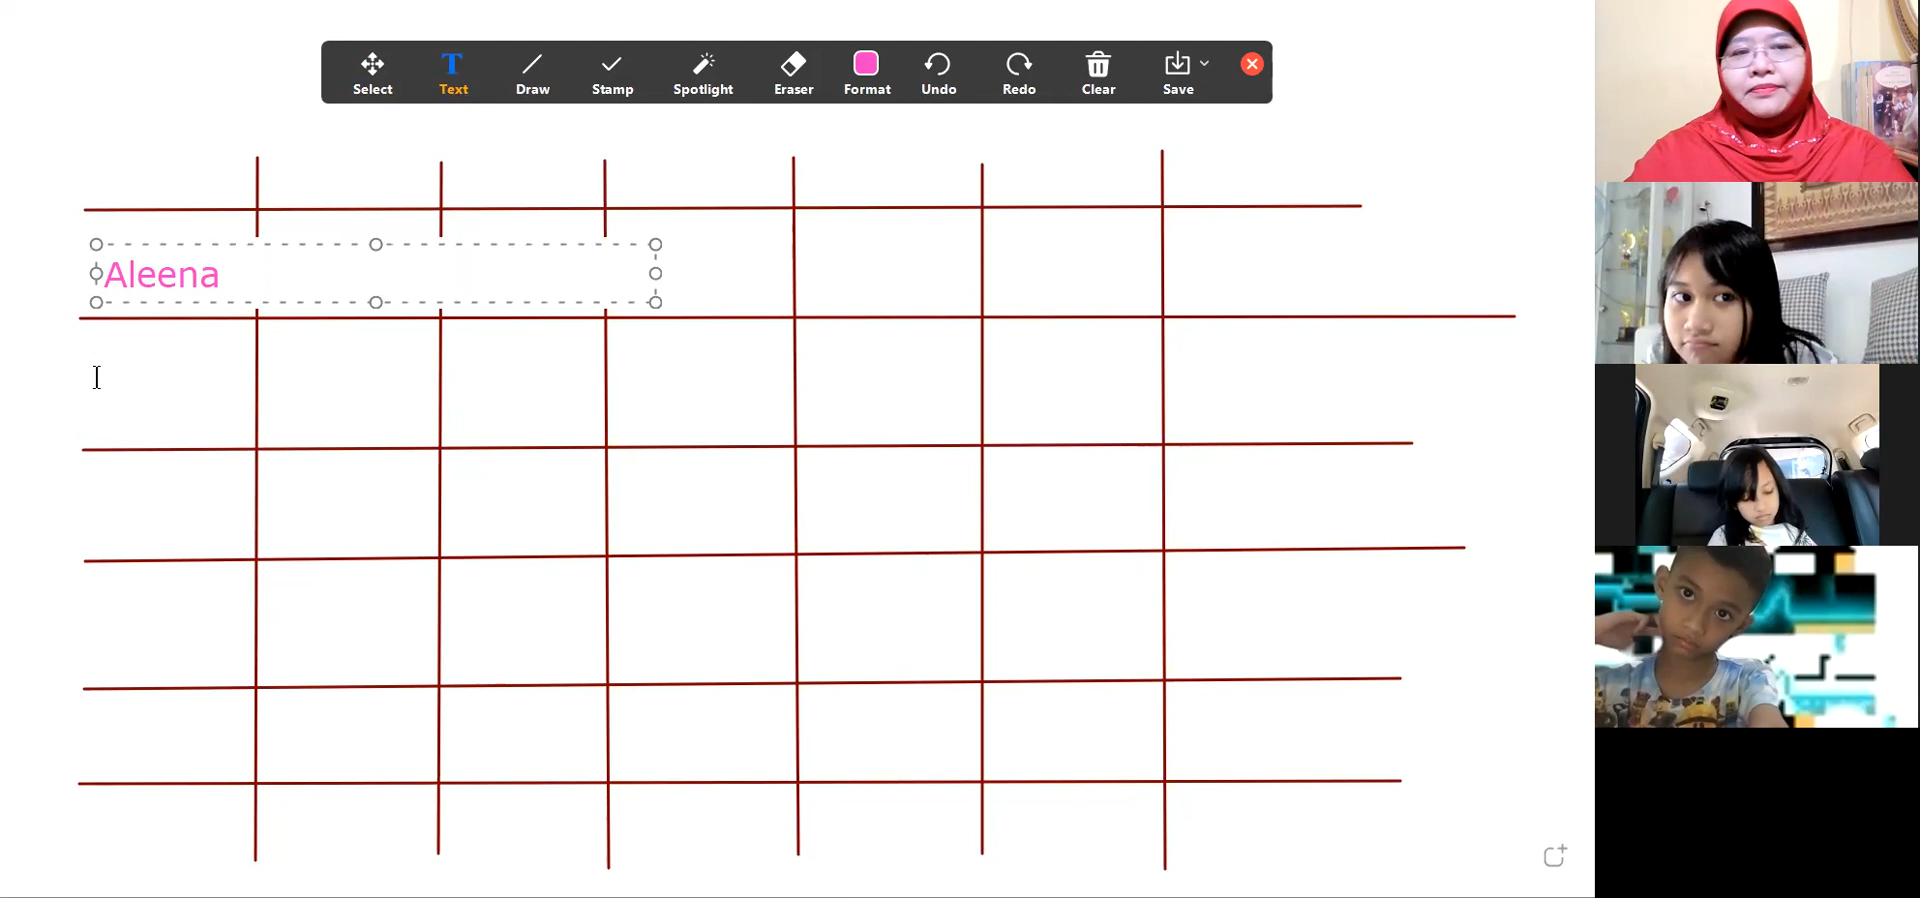 Select
Text
Draw
Stamp
Spotlight
Eraser
Format
Undo
Redo
Clear
Save
Aleena